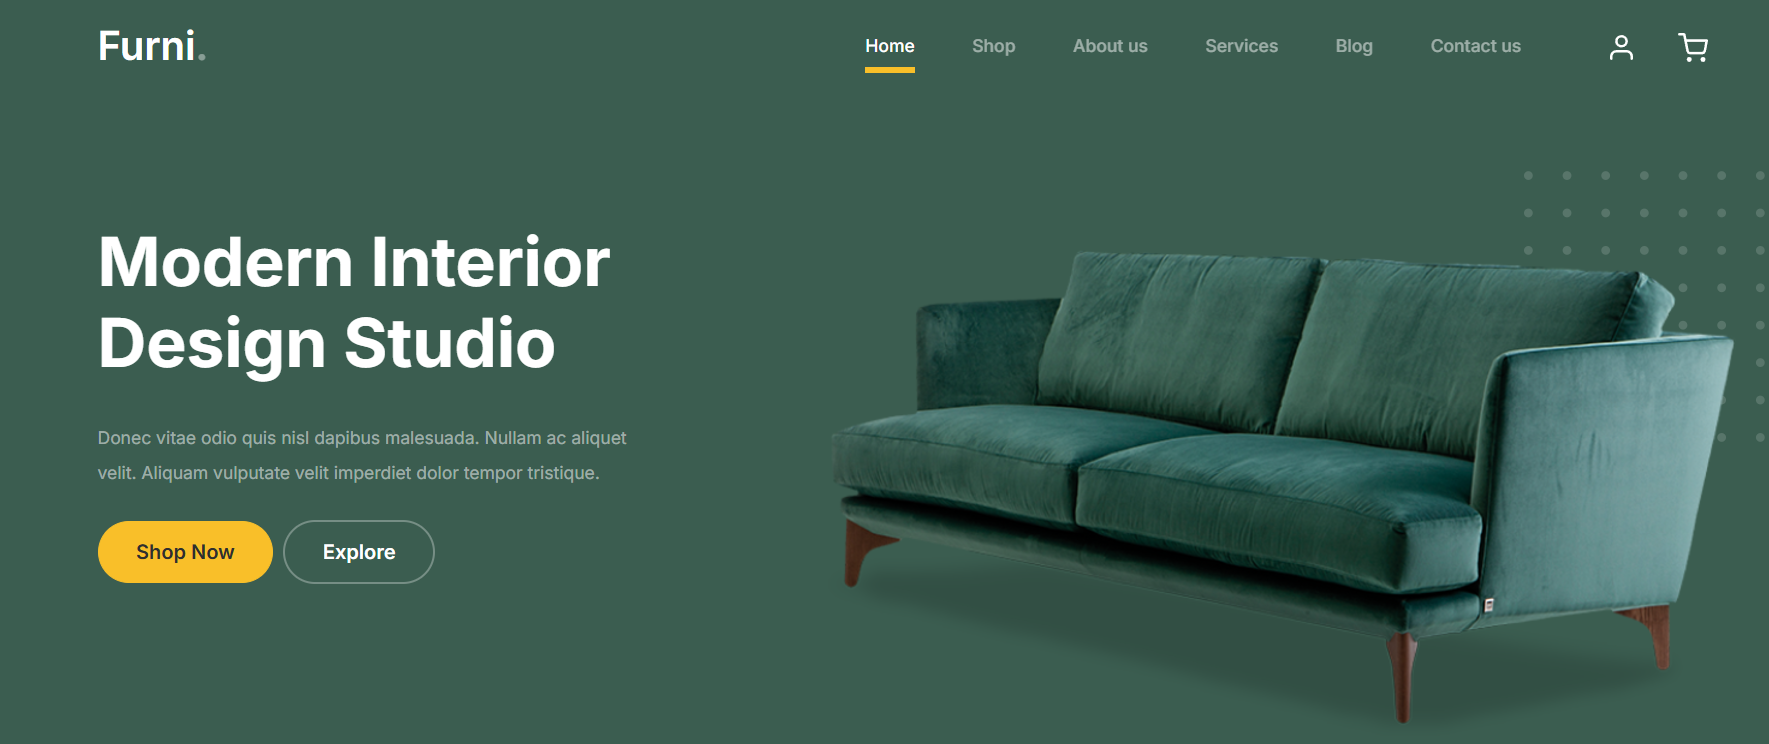 Furni.
Home Shop About us Services Blog Contact us
Modern Interior
Design Studio
Donec vitae odio quis nisl dapibus malesuada. Nullam ac aliquet
velit. Aliquam vulputate velit imperdiet dolor tempor tristique.
Shop Now Explore